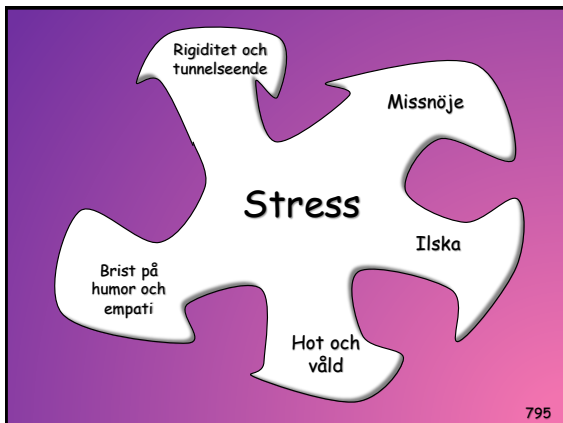 Rigiditet och
tunnelseende
Missnöje
Stress
Ilska
Brist på
humor och
empati
Hot och
våld
795